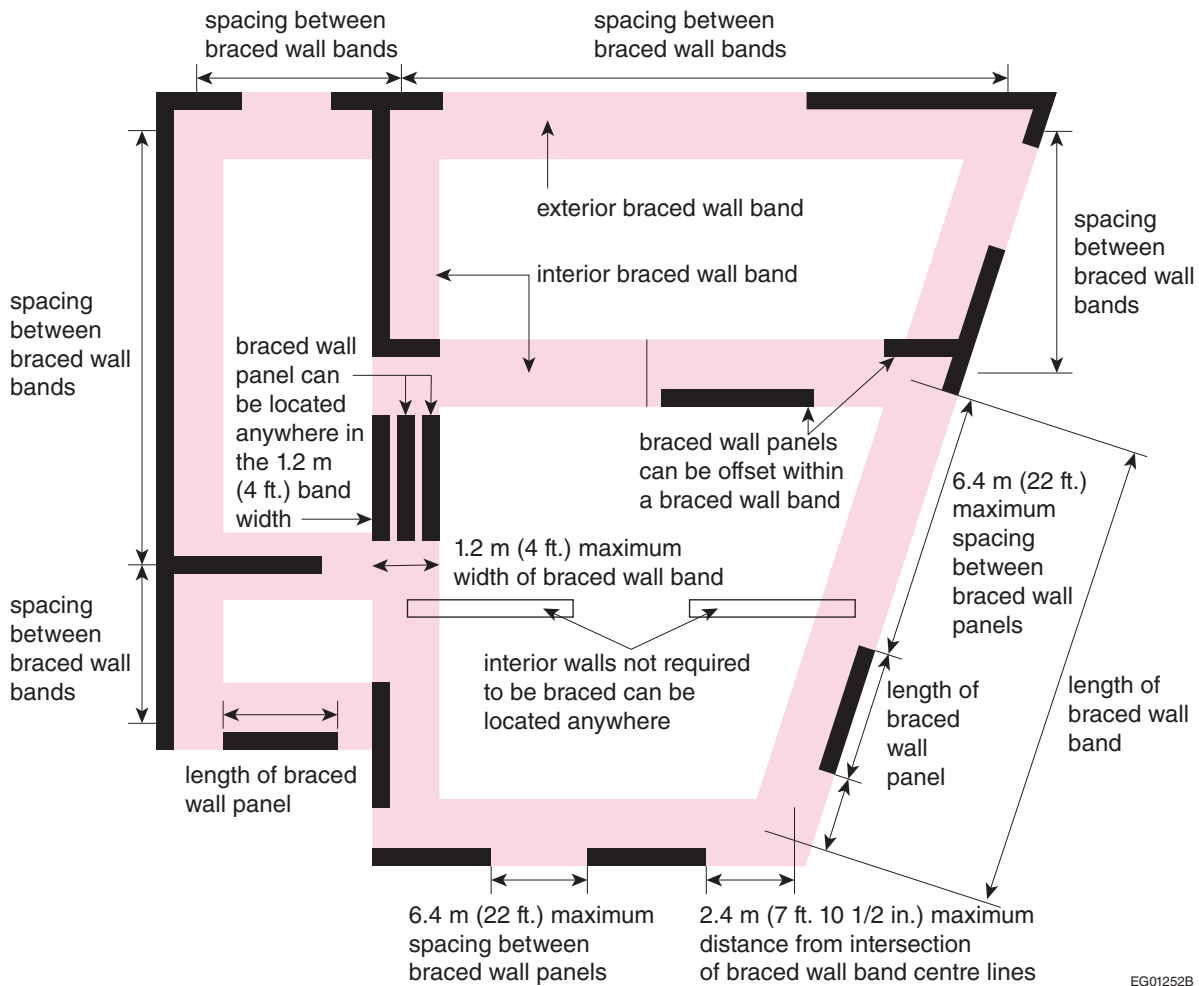 spacing between
braced wall bands
spacing between
braced wall bands
exterior braced wall band
interior braced wall band
spacing
between
braced wall
bands
spacing
between
braced wall
bands
braced wall
panel can
be located
anywhere in
the 1.2 m
(4 ft.) band
width
braced wall panels
can be offset within
a braced wall band
6.4 m (22 ft.)
maximum
spacing
between
braced wall
panels
1.2 m (4 ft.) maximum
width of braced wall band
spacing
between
braced wall
bands
interior walls not required
to be braced can be
located anywhere
length of
braced
wall
panel
length of
braced wall
band
length of braced
wall panel
6.4 m (22 ft.) maximum
spacing between
braced wall panels
2.4 m (7 ft. 10 1/2 in.) maximum
distance from intersection
of braced wall band centre lines
EG01252B